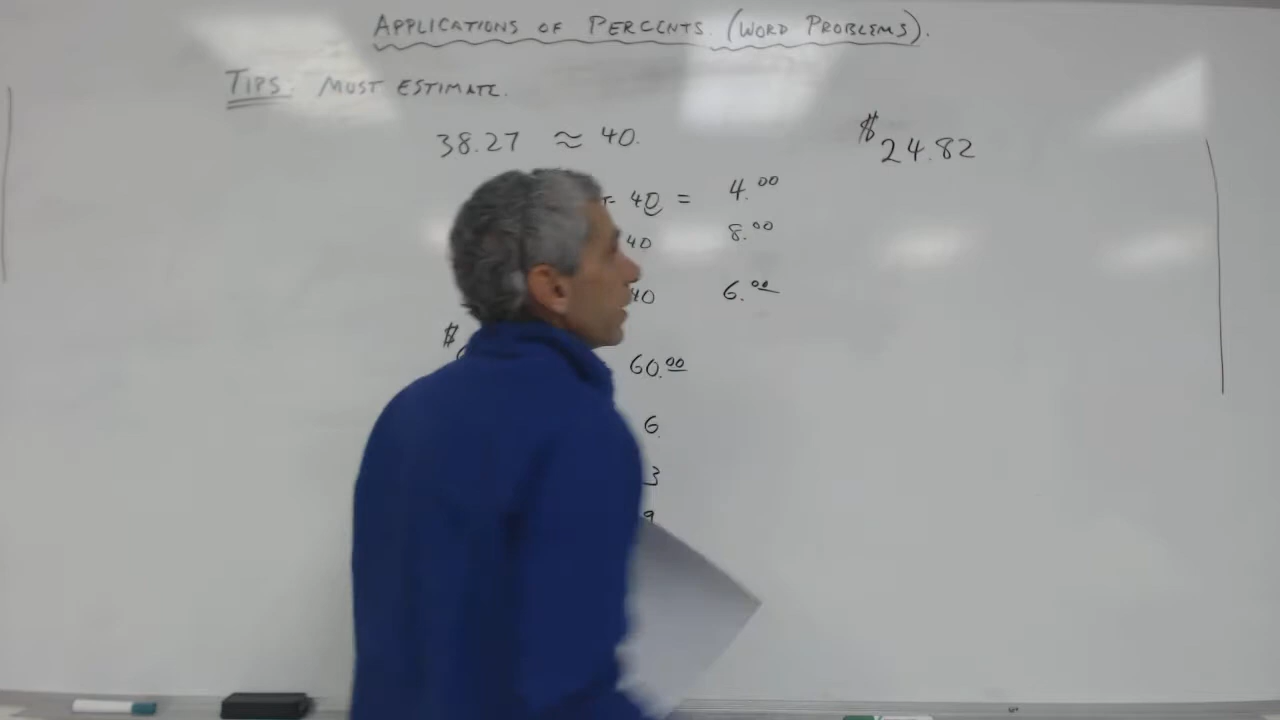 APPLICATIONS OF PERCENTS. (WORD PROBLEMS).
TIPS: MUST ESTIMATE.
38.27 ≈ 40.
40 = 4.00
40 8.00
40 6.00
$
60.00
6
3
9
$24.82